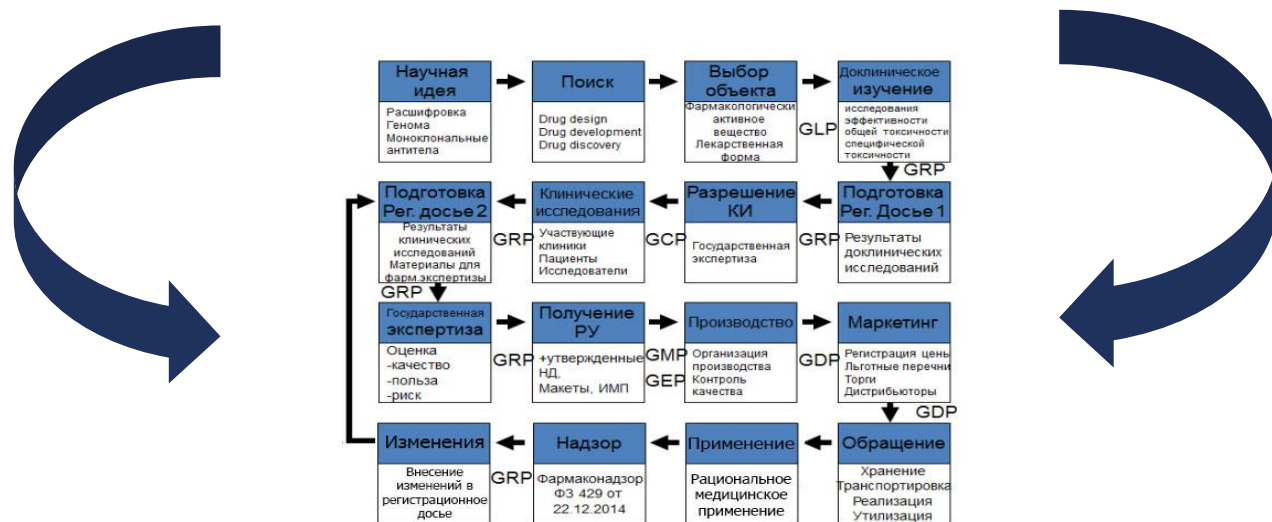 Научная
идея
Расшифровка
Генома
Моноклональные
антитела
Поиск
Drug design
Drug development
Drug discovery
Выбор
объекта
Фармакологически
активное
вещество
Лекарственная
форма
GLP
Доклиническое
изучение
исследования
эффективности
общей токсичности
специфической
токсичности
GRP
Подготовка
Рег. досье 2
Результаты
клинических
исследований
Материалы для
фарм.экспертизы
GRP
Клинические
исследования
Участвующие
клиники
Пациенты
Исследователи
GCP
Разрешение
КИ
Государственная
экспертиза
GRP
Подготовка
Рег. Досье 1
Результаты
доклинических
исследований
GRP
Государственная
экспертиза
Оценка
-качество
-польза
-риск
GRP
Получение
РУ
+утвержденные
НД,
Макеты, ИМП
GMP
GEP
Производство
Организация
производства
Контроль
качества
GDP
Маркетинг
Регистрация цены
Льготные перечни
Торги
Дистрибьюторы
GDP
Изменения
Внесение
изменений в
регистрационное
досье
GRP
Надзор
Фармаконадзор
ФЗ 429 от
22.12.2014
Применение
Рациональное
медицинское
применение
Обращение
Хранение
Транспортировка
Реализация
Утилизация